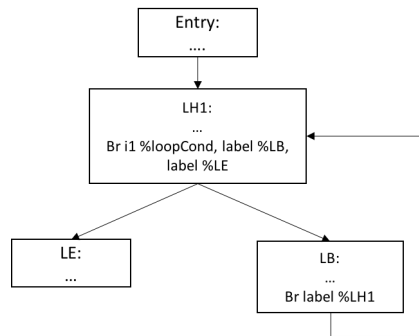 Entry:
....
LH1:
...
Br i1 %loopCond, label %LB,
label %LE
LE:
...
LB:
...
Br label %LH1